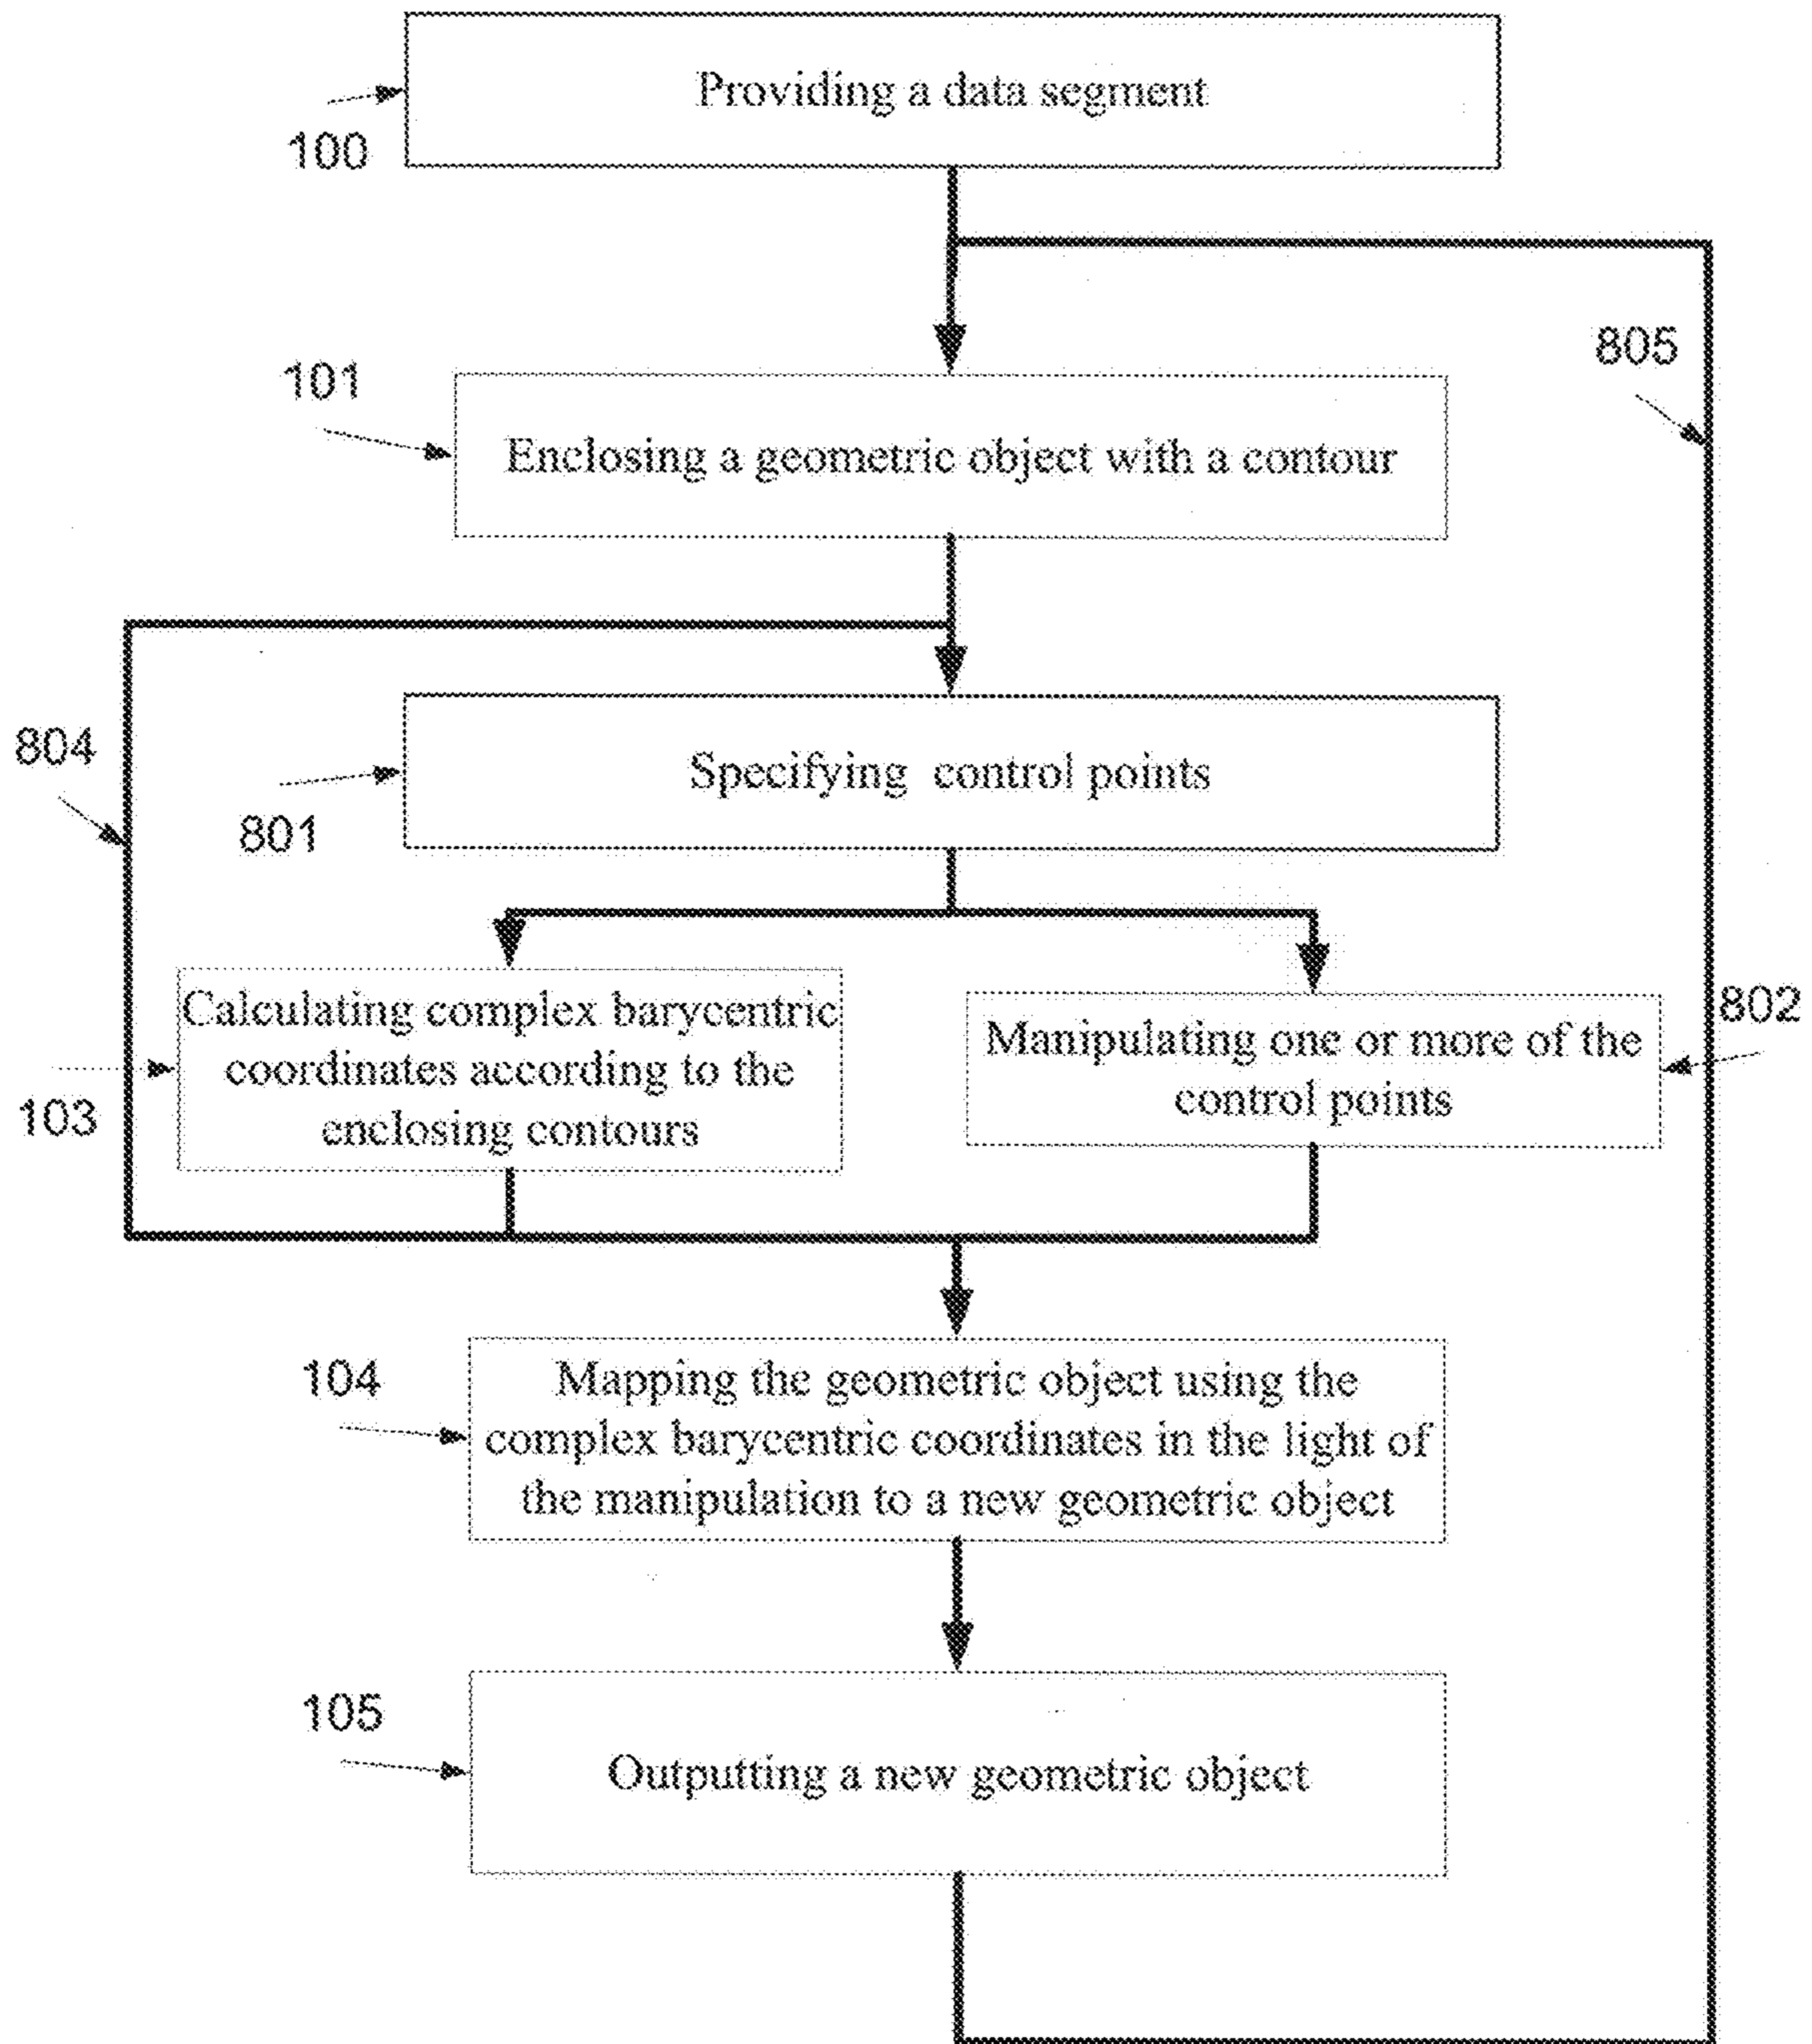 Providing a data segment
100
101
805
Enclosing a geometric object with a contour
804
Specifying control points
801
Calculating complex barycentric
coordinates according to the
enclosing contours
103
Manipulating one or more of the
control points
802
104
Mapping the geometric object using the
complex barycentric coordinates in the light of
the manipulation to a new geometric object
105
Outputting a new geometric object